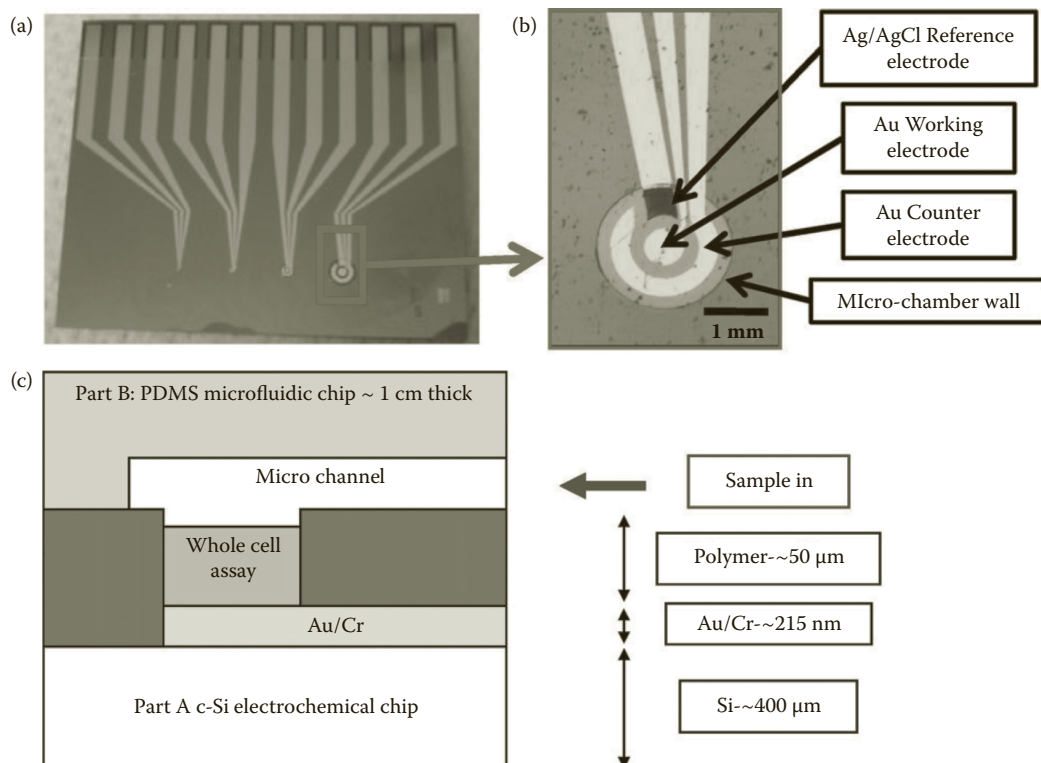 (a)
(b)
Ag/AgCl Reference
electrode
Au Working
electrode
Au Counter
electrode
MIcro-chamber wall
1 mm
(c)
Part B: PDMS microfluidic chip ~ 1 cm thick
Micro channel
Sample in
Whole cell
assay
Polymer-~50 µm
Au/Cr
Au/Cr-~215 nm
Part A c-Si electrochemical chip
Si-~400 µm